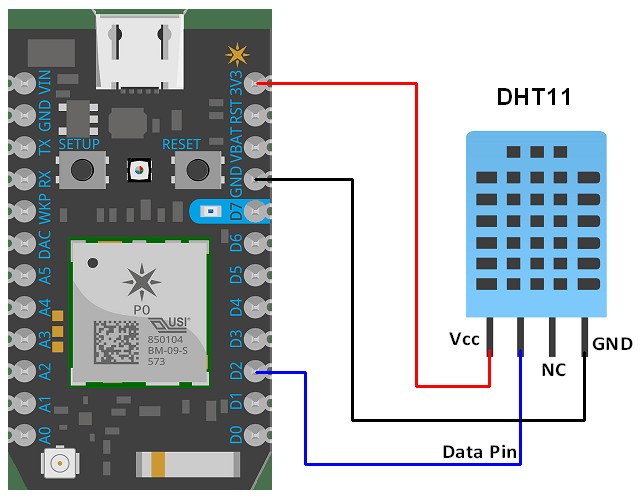 VIN
GND
TX
RX
WKP
DAC
A5
A4
A3
A2
A1
A0
SETUP
RESET
3V3
RST
VBAT
GND
D7
D6
D5
D4
D3
D2
D1
D0
P0
USI
850104
BM-09-S
573
DHT11
Vcc
GND
NC
Data Pin